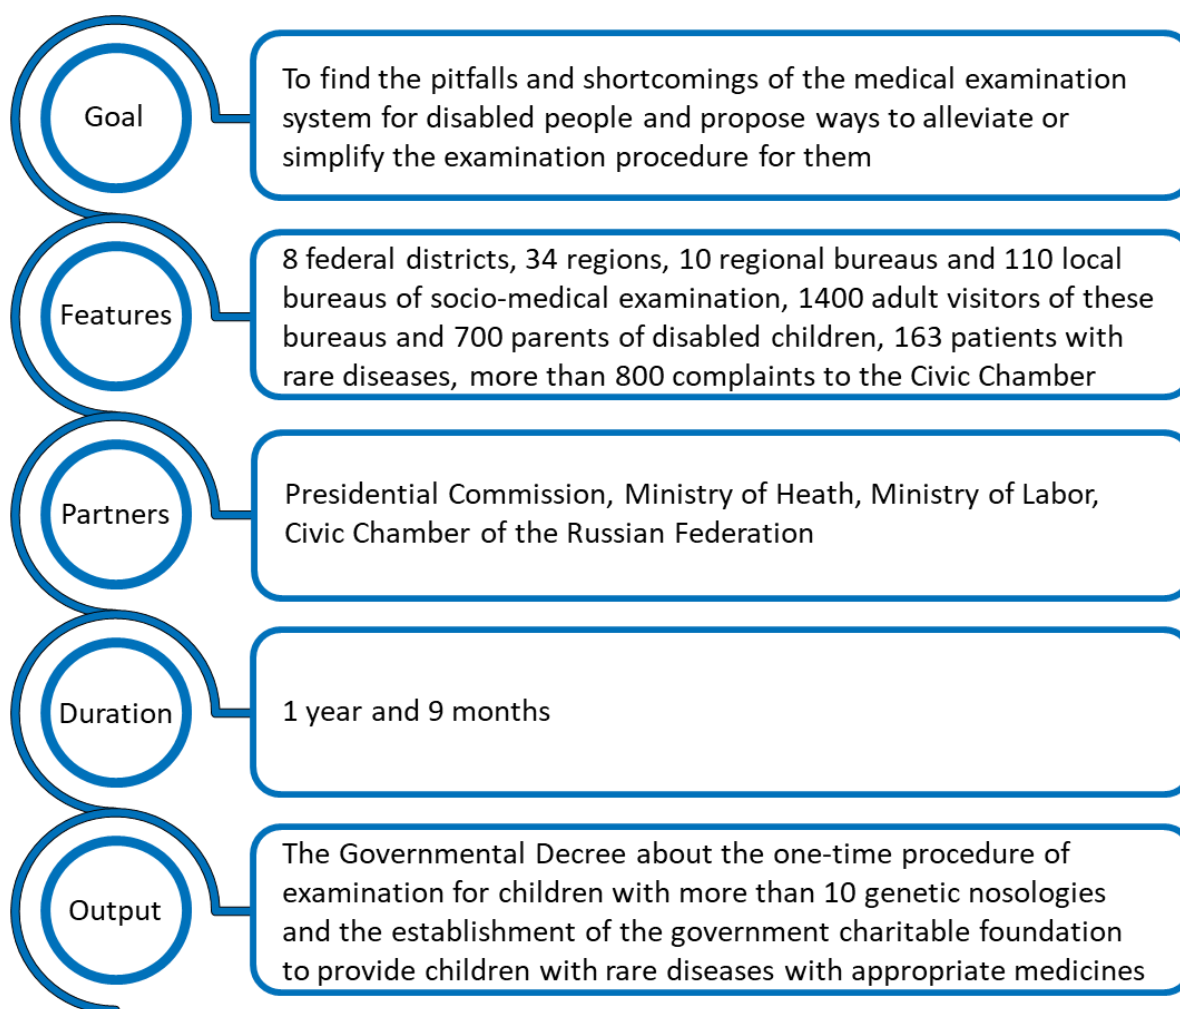 Goal
To find the pitfalls and shortcomings of the medical examination
system for disabled people and propose ways to alleviate or
simplify the examination procedure for them
Features
8 federal districts, 34 regions, 10 regional bureaus and 110 local
bureaus of socio-medical examination, 1400 adult visitors of these
bureaus and 700 parents of disabled children, 163 patients with
rare diseases, more than 800 complaints to the Civic Chamber
Partners
Presidential Commission, Ministry of Heath, Ministry of Labor,
Civic Chamber of the Russian Federation
Duration
1 year and 9 months
Output
The Governmental Decree about the one-time procedure of
examination for children with more than 10 genetic nosologies
and the establishment of the government charitable foundation
to provide children with rare diseases with appropriate medicines